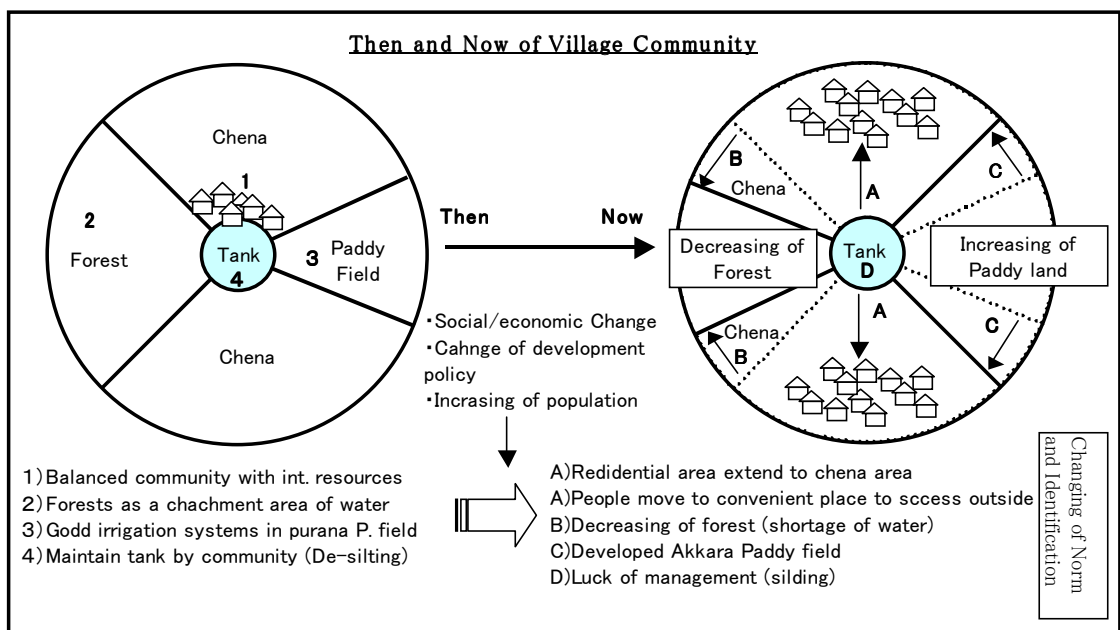 Then and Now of Village Community
Chena
1
2
Forest
Tank
4
3
Paddy
Field
Chena
Then
Now
・Social/economic Change
・Cahnge of development
policy
・Incrasing of population
B
Chena
A
C
Decreasing of
Forest
Tank
D
Increasing of
Paddy land
Chena
B
A
C
1)Balanced community with int. resources
2)Forests as a chachment area of water
3)Godd irrigation systems in purana P. field
4)Maintain tank by community (De-silting)
A)Redidential area extend to chena area
A)People move to convenient place to sccess outside
B)Decreasing of forest (shortage of water)
C)Developed Akkara Paddy field
D)Luck of management (silding)
Changing of Norm
and Identification